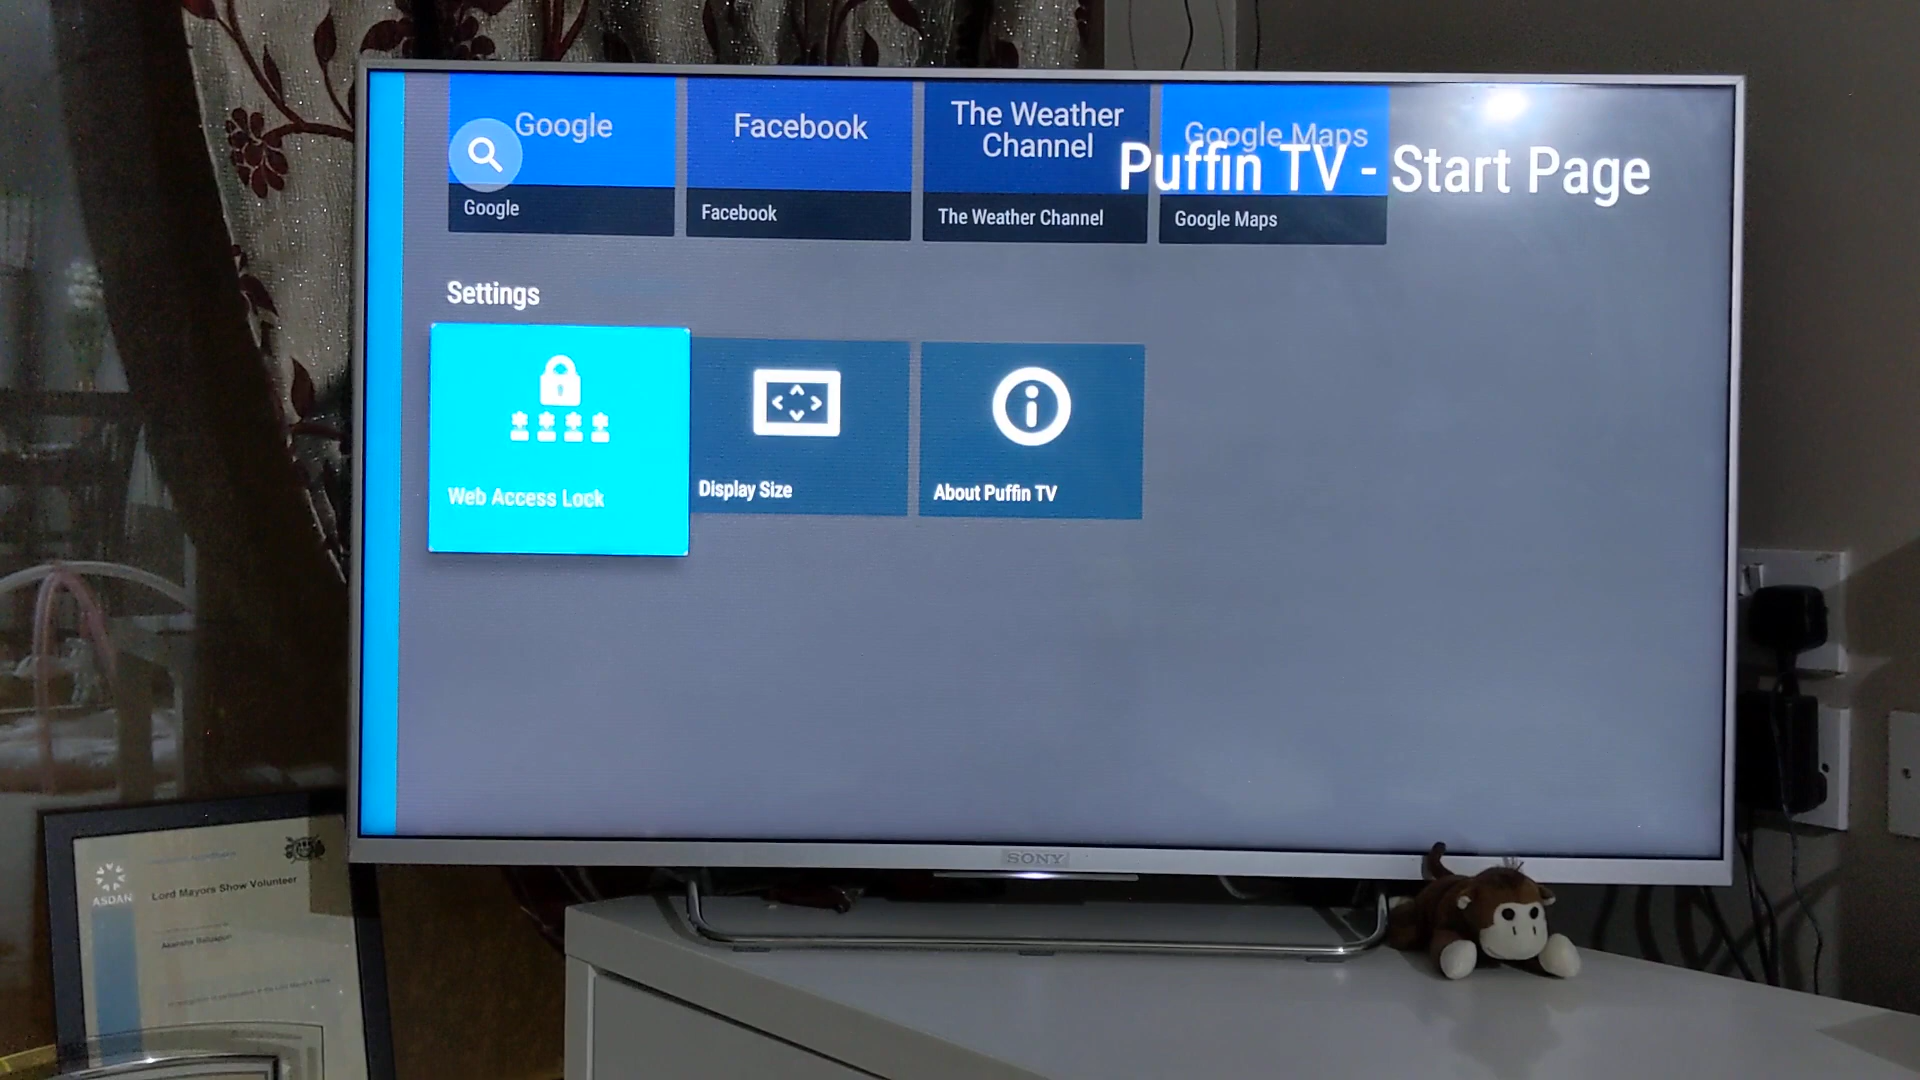 Google
Facebook
The Weather
Channel
Google Maps
Puffin TV - Start Page
Google
Facebook
The Weather Channel
Google Maps
Settings
Web Access Lock
Display Size
About Puffin TV
SONY
ASDAN
Lord Mayors Show Volunteer